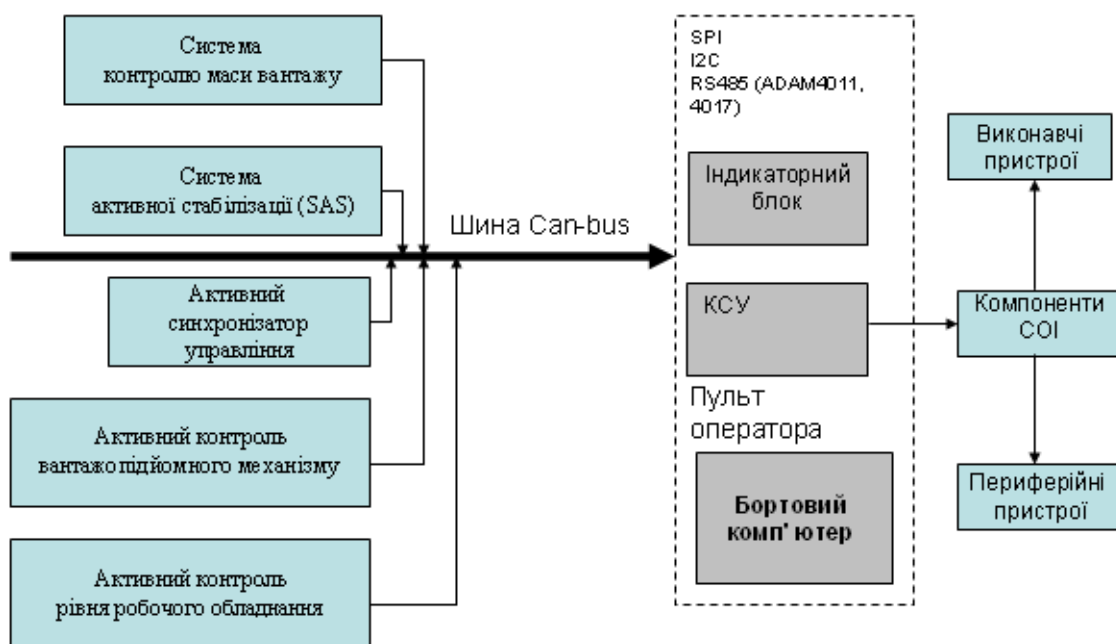 Система
контролю маси вантажу
Система
активної стабілізації (SAS)
Шина Can-bus
Активний
синхронізатор
управління
Активний контроль
вантажо підйомного механізму
Активний контроль
рівня робочого обладнання
SPI
I2C
RS485 (ADAM4011,
4017)
Індикаторний
блок
КСУ
Пульт
оператора
Бортовий
комп' ютер
Виконавчі
пристрої
Компоненти
СОІ
Периферійні
пристрої